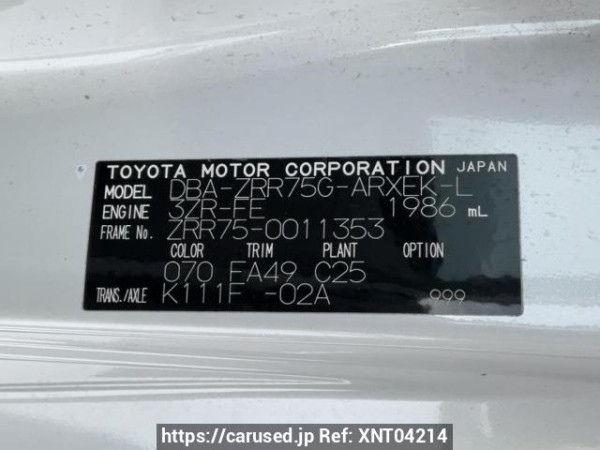 TOYOTA MOTOR CORPORATION JAPAN
MODEL DBA-ZRR75G-ARXEK-L
ENGINE 3ZR-FE 1986 mL
FRAME No. ZRR75-0011353
COLOR TRIM PLANT OPTION
070 FA49 C25
TRANS./AXLE K111F -02A 999
https://carused.jp Ref: XNT04214